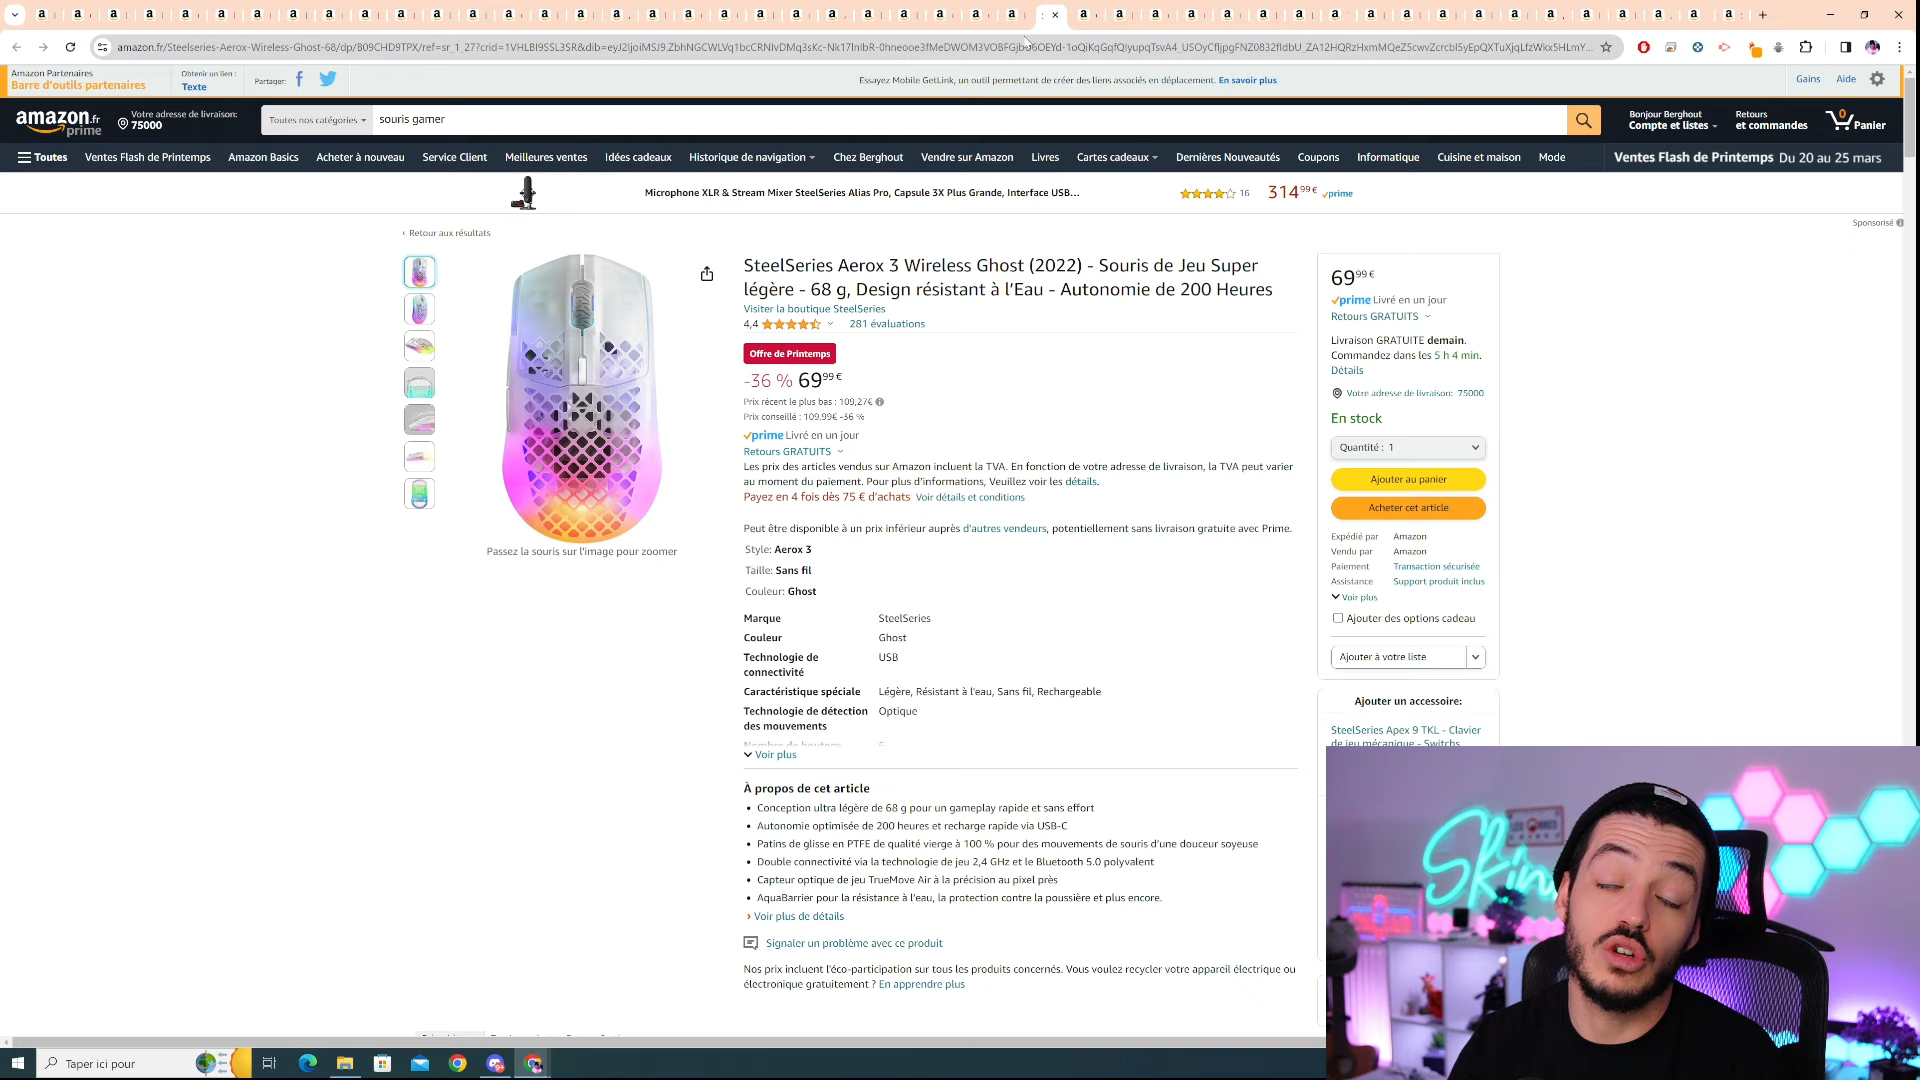 amazon.fr/Steelseries-Aerox-Wireless-Ghost-68/dp/B09CHD9TPX/ref=sr_1_27?crid=1VHLBI9SSL3SR&dib=
Amazon Partenaires
Barre d'outils partenaires
Obtenir un lien :
Texte
Partager:
Essayez Mobile GetLink, un outil permettant de créer des liens associés en déplacement. En savoir plus
Gains
Aide
amazon.fr
prime
Votre adresse de livraison:
75000
Toutes nos catégories
souris gamer
Bonjour Berghout
Compte et listes
Retours
et commandes
0
Panier
Toutes
Ventes Flash de Printemps
Amazon Basics
Acheter à nouveau
Service Client
Meilleures ventes
Idées cadeaux
Historique de navigation
Chez Berghout
Vendre sur Amazon
Livres
Cartes cadeaux
Dernières Nouveautés
Coupons
Informatique
Cuisine et maison
Mode
Ventes Flash de Printemps Du 20 au 25 mars
Microphone XLR & Stream Mixer SteelSeries Alias Pro, Capsule 3X Plus Grande, Interface USB...
16
314 99 €
prime
Sponsorisé
‹ Retour aux résultats
Passez la souris sur l'image pour zoomer
SteelSeries Aerox 3 Wireless Ghost (2022) - Souris de Jeu Super
légère - 68 g, Design résistant à l'Eau - Autonomie de 200 Heures
Visiter la boutique SteelSeries
4,4
281 évaluations
Offre de Printemps
-36 % 69 99 €
Prix récent le plus bas : 109,27€
Prix conseillé : 109,99€ -36 %
prime Livré en un jour
Retours GRATUITS
Les prix des articles vendus sur Amazon incluent la TVA. En fonction de votre adresse de livraison, la TVA peut varier
au moment du paiement. Pour plus d'informations, Veuillez voir les détails.
Payez en 4 fois dès 75 € d'achats Voir détails et conditions
Peut être disponible à un prix inférieur auprès d'autres vendeurs, potentiellement sans livraison gratuite avec Prime.
Style: Aerox 3
Taille: Sans fil
Couleur: Ghost
Marque SteelSeries
Couleur Ghost
Technologie de USB
connectivité
Caractéristique spéciale Légère, Résistant à l'eau, Sans fil, Rechargeable
Technologie de détection Optique
des mouvements
Nombre de boutons 6
Voir plus
À propos de cet article
• Conception ultra légère de 68 g pour un gameplay rapide et sans effort
• Autonomie optimisée de 200 heures et recharge rapide via USB-C
• Patins de glisse en PTFE de qualité vierge à 100 % pour des mouvements de souris d'une douceur soyeuse
• Double connectivité via la technologie de jeu 2,4 GHz et le Bluetooth 5.0 polyvalent
• Capteur optique de jeu TrueMove Air à la précision au pixel près
• AquaBarrier pour la résistance à l'eau, la protection contre la poussière et plus encore.
› Voir plus de détails
Signaler un problème avec ce produit
Nos prix incluent l'éco-participation sur tous les produits concernés. Vous voulez recycler votre appareil électrique ou
électronique gratuitement ? En apprendre plus
69 99 €
prime Livré en un jour
Retours GRATUITS
Livraison GRATUITE demain.
Commandez dans les 5 h 4 min.
Détails
Votre adresse de livraison: 75000
En stock
Quantité : 1
Ajouter au panier
Acheter cet article
Expédié par Amazon
Vendu par Amazon
Paiement Transaction sécurisée
Assistance Support produit inclus
Voir plus
Ajouter des options cadeau
Ajouter à votre liste
Ajouter un accessoire:
SteelSeries Apex 9 TKL - Clavier
de jeu mécanique - Switchs
Skin
Taper ici pour